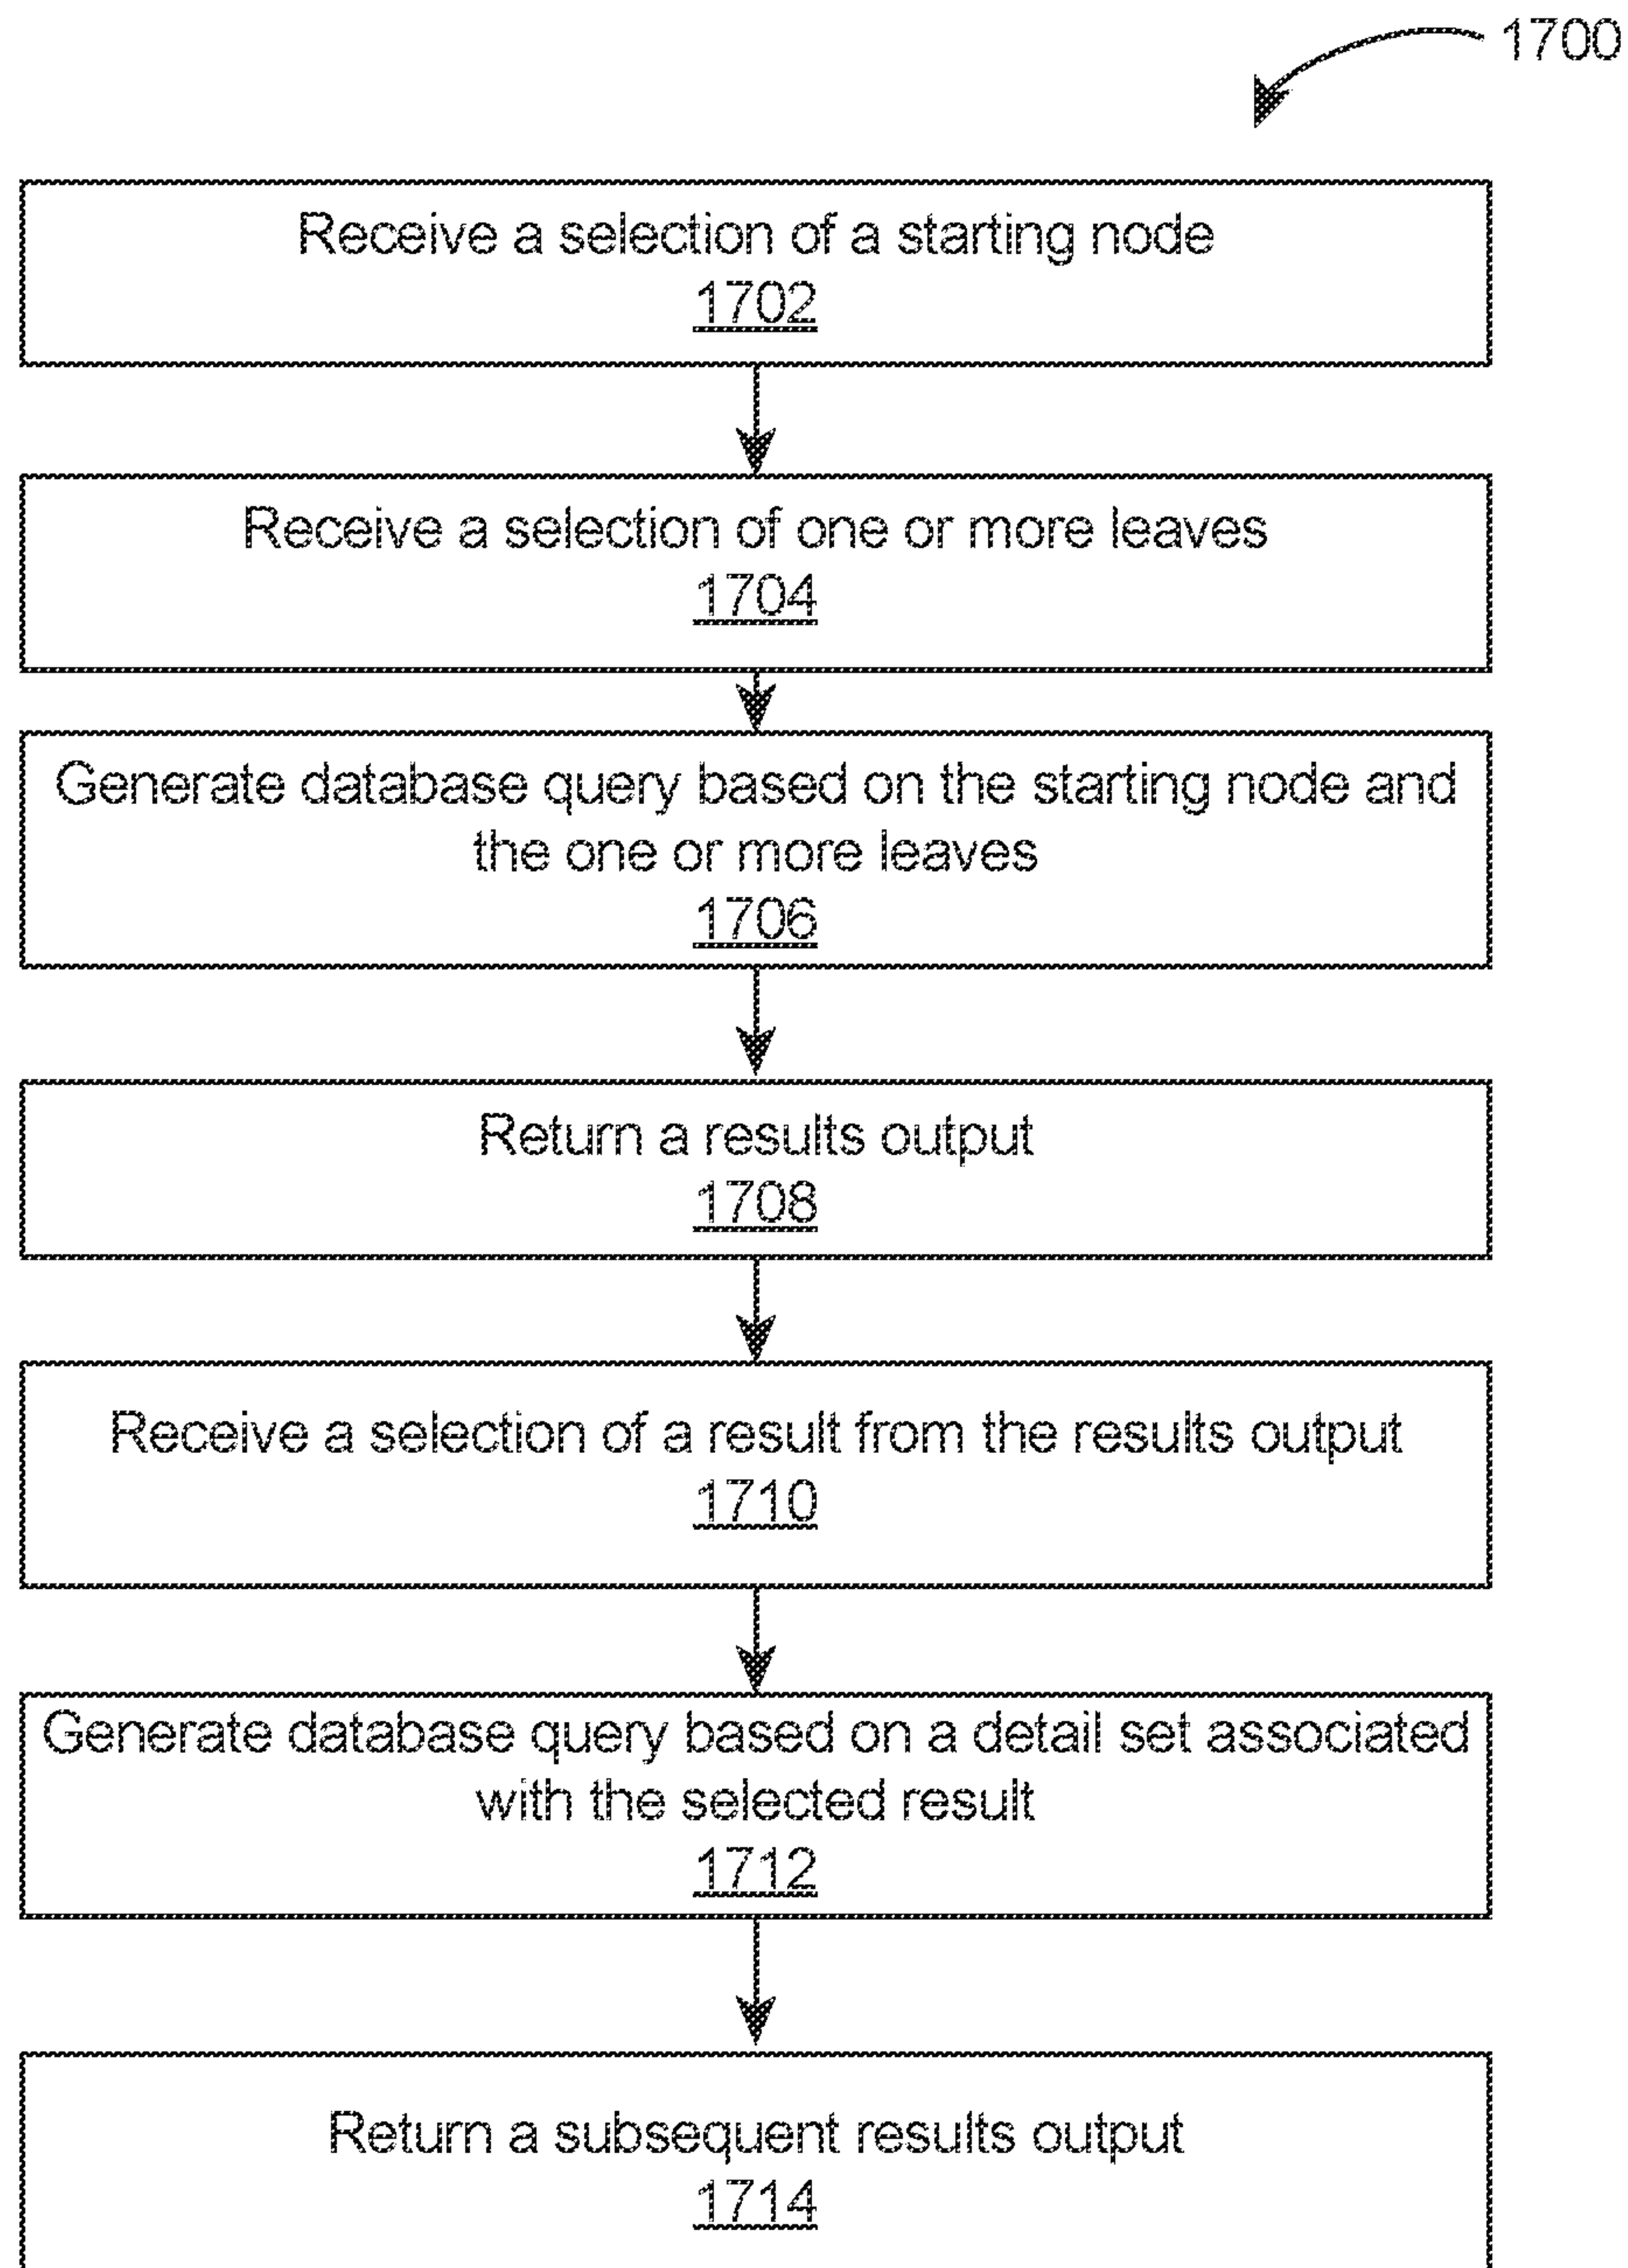 1700
Receive a selection of a starting node
1702
Receive a selection of one or more leaves
1704
Generate database query based on the starting node and
the one or more leaves
1706
Return a results output
1708
Receive a selection of a result from the results output
1710
Generate database query based on a detail set associated
with the selected result
1712
Return a subsequent results output
1714